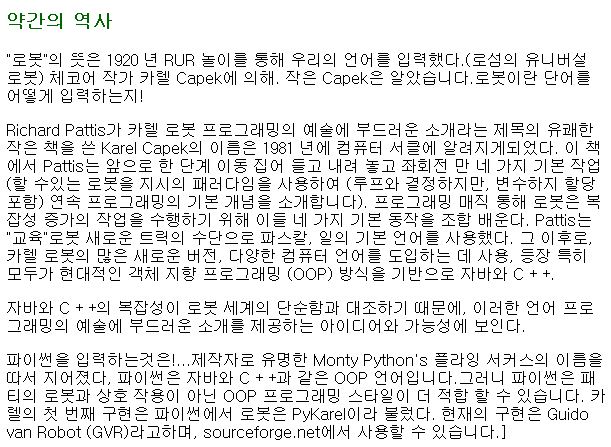 약간의 역사
"로봇"의 뜻은 1920 년 RUR 놀이를 통해 우리의 언어를 입력했다.(로섬의 유니버설
로봇) 체코어 작가 카렐 Capek에 의해. 작은 Capek은 알았습니다.로봇이란 단어를
어떻게 입력하는지!
Richard Pattis가 카렐 로봇 프로그래밍의 예술에 부드러운 소개라는 제목의 유쾌한
작은 책을 쓴 Karel Capek의 이름은 1981 년에 컴퓨터 서클에 알려지게되었다. 이 책
에서 Pattis는 앞으로 한 단계 이동 집어 들고 내려 놓고 좌회전 만 네 가지 기본 작업
(할 수있는 로봇을 지시의 패러다임을 사용하여 (루프와 결정하지만, 변수하지 할당
포함) 연속 프로그래밍의 기본 개념을 소개합니다). 프로그래밍 매직 통해 로봇은 복
잡성 증가의 작업을 수행하기 위해 이들 네 가지 기본 동작을 조합 배운다. Pattis는
"교육"로봇 새로운 트릭의 수단으로 파스칼, 일의 기본 언어를 사용했다. 그 이후로,
카렐 로봇의 많은 새로운 버전, 다양한 컴퓨터 언어를 도입하는 데 사용, 등장 특히
모두가 현대적인 객체 지향 프로그래밍 (OOP) 방식을 기반으로 자바와 C + +.
자바와 C + +의 복잡성이 로봇 세계의 단순함과 대조하기 때문에, 이러한 언어 프로
그래밍의 예술에 부드러운 소개를 제공하는 아이디어와 가능성에 보인다.
파이썬을 입력하는것은!...제작자로 유명한 Monty Python's 플라잉 서커스의 이름을
따서 지어졌다, 파이썬은 자바와 C + +과 같은 OOP 언어입니다.그러니 파이썬은 패
티의 로봇과 상호 작용이 아닌 OOP 프로그래밍 스타일이 더 적합 할 수 있습니다. 카
렐의 첫 번째 구현은 파이썬에서 로봇은 PyKarel이라 불렀다. 현재의 구현은 Guido
van Robot (GVR)라고하며, sourceforge.net에서 사용할 수 있습니다.]